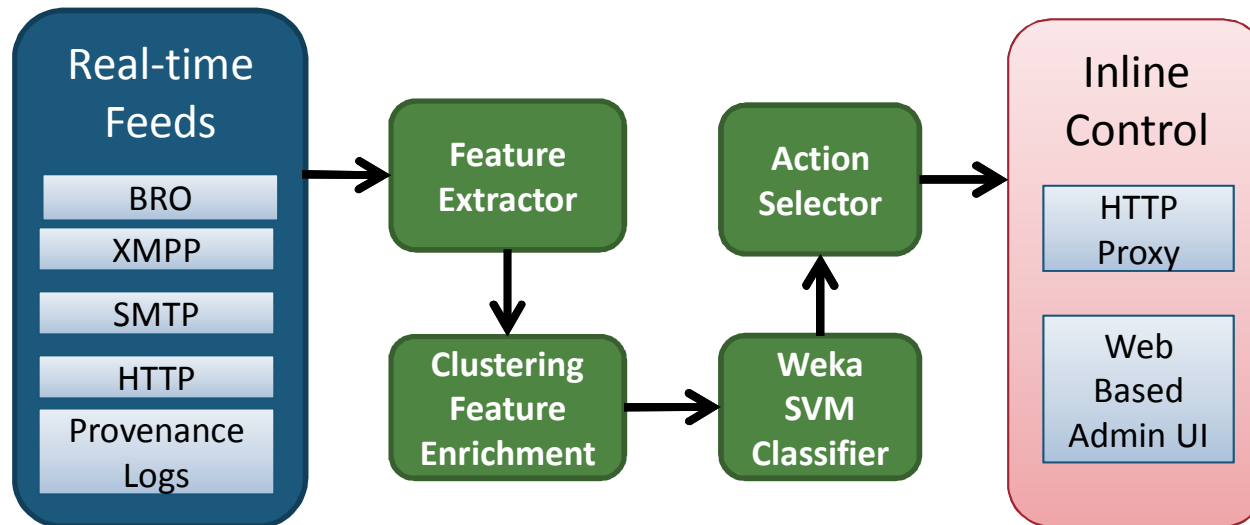 Real-time
Feeds
BRO
XMPP
SMTP
HTTP
Provenance
Logs
Feature
Extractor
Clustering
Feature
Enrichment
Weka
SVM
Classifier
Action
Selector
Inline
Control
HTTP
Proxy
Web
Based
Admin UI